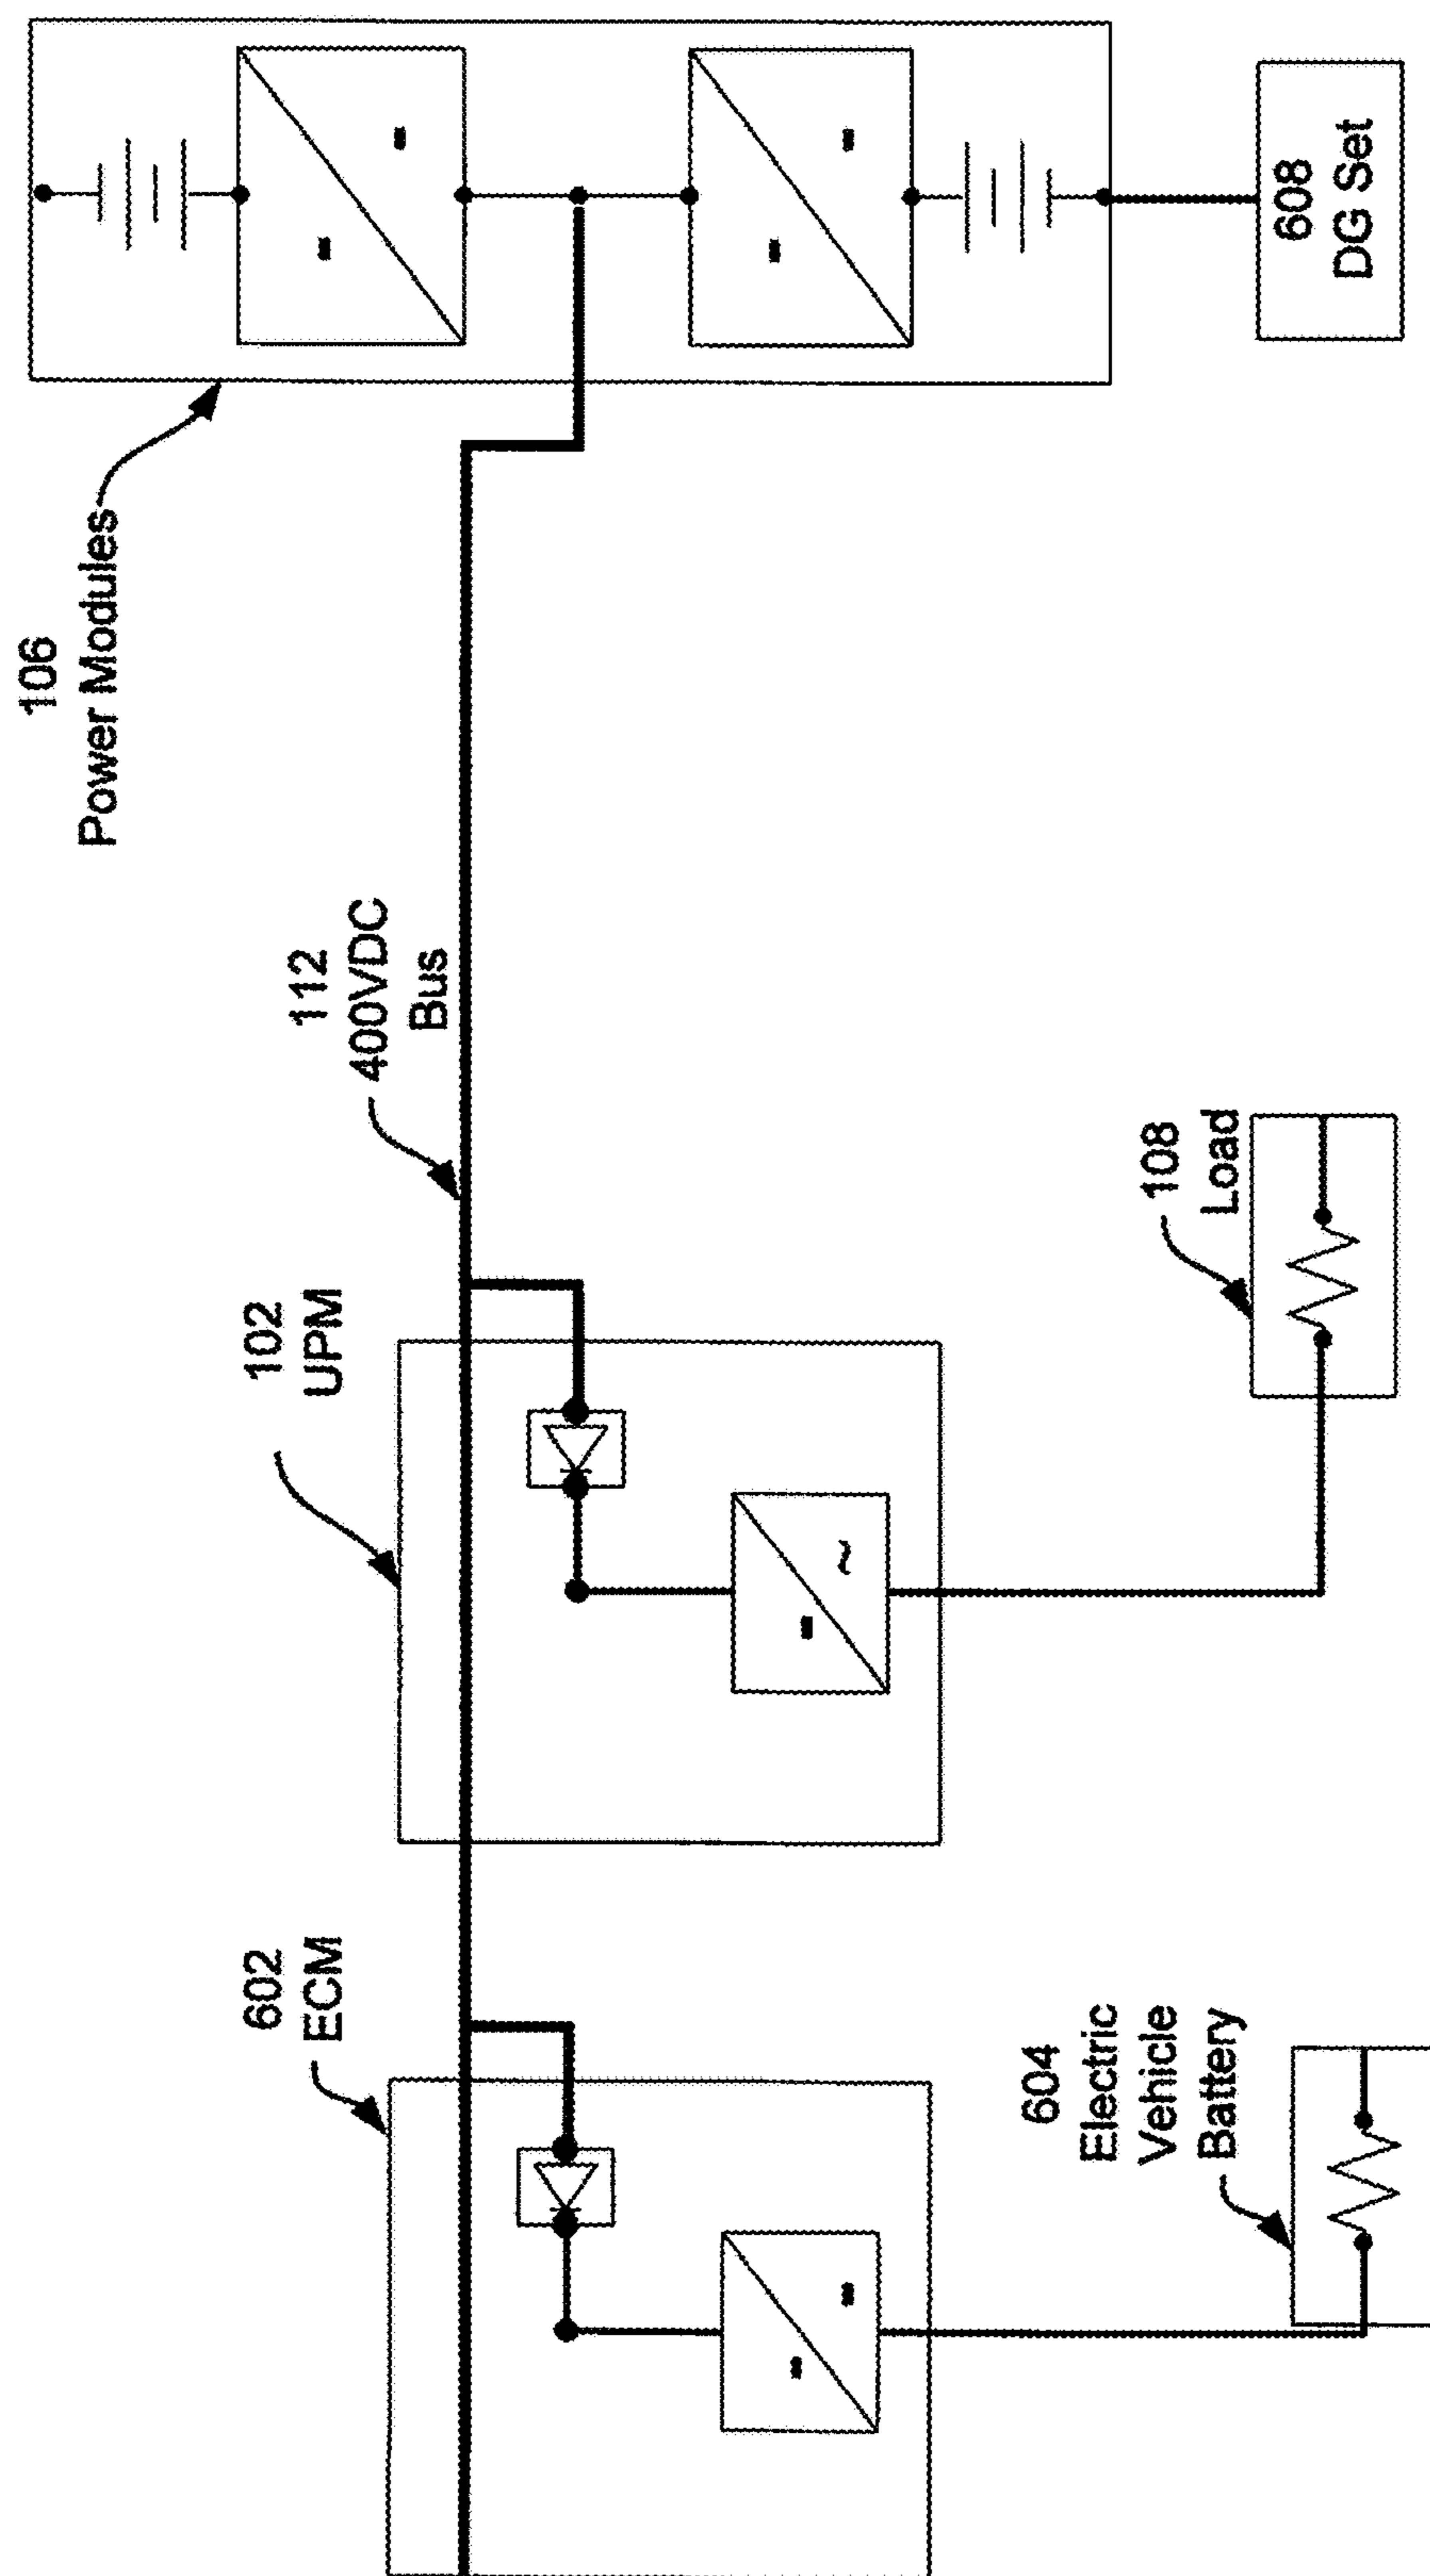 106
Power Modules
112
400VDC
Bus
102
UPM
602
ECM
108
Load
604
Electric
Vehicle
Battery
608
DG Set